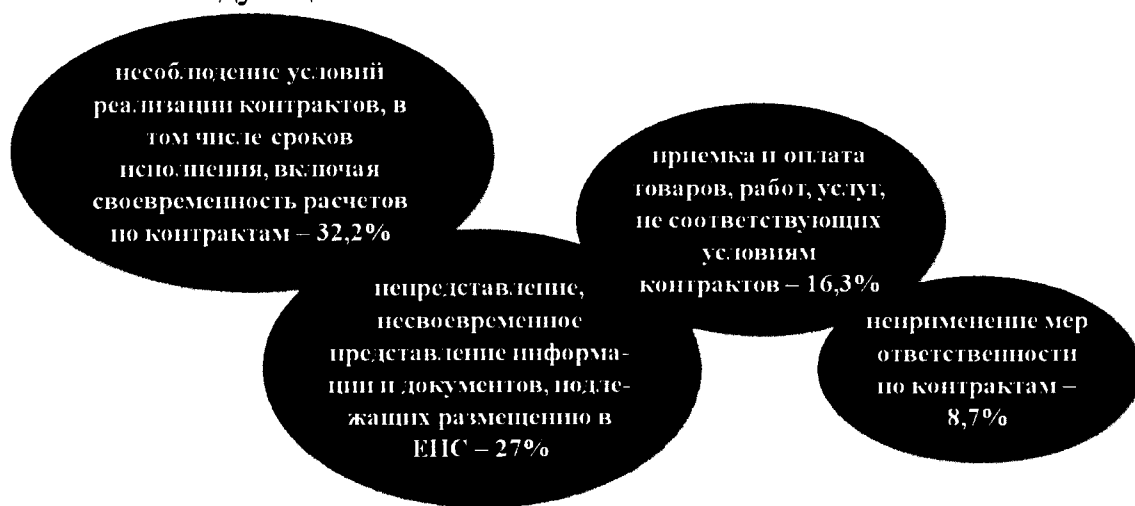 несоблюдение условий
реализации контрактов, в
том числе сроков
исполнения, включая
своевременность расчетов
по контрактам – 32,2%
непредставление,
несвоевременное
представление информа-
ции и документов, подле-
жащих размещению в
ЕИС – 27%
приемка и оплата
товаров, работ, услуг,
не соответствующих
условиям
контрактов – 16,3%
неприменение мер
ответственности
по контрактам –
8,7%